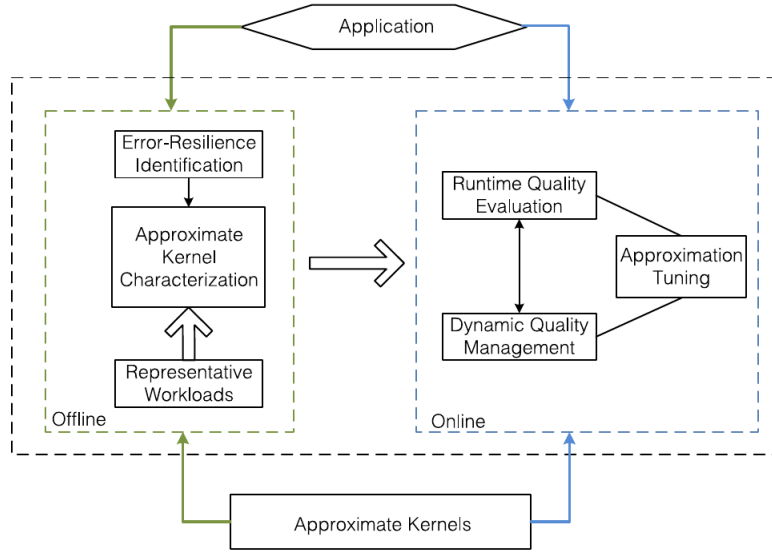 Application
Error-Resilience
Identification
Approximate
Kernel
Characterization
Representative
Workloads
Offline
Runtime Quality
Evaluation
Approximation
Tuning
Dynamic Quality
Management
Online
Approximate Kernels